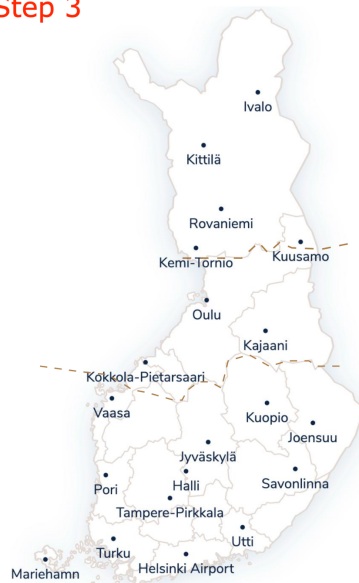 Step 3
Ivalo
Kittilä
Rovaniemi
Kemi-Tornio
Kuusamo
Oulu
Kajaani
Kokkola-Pietarsaari
Vaasa
Kuopio
Joensuu
Jyväskylä
Halli
Savonlinna
Pori
Tampere-Pirkkala
Utti
Turku
Helsinki Airport
Mariehamn